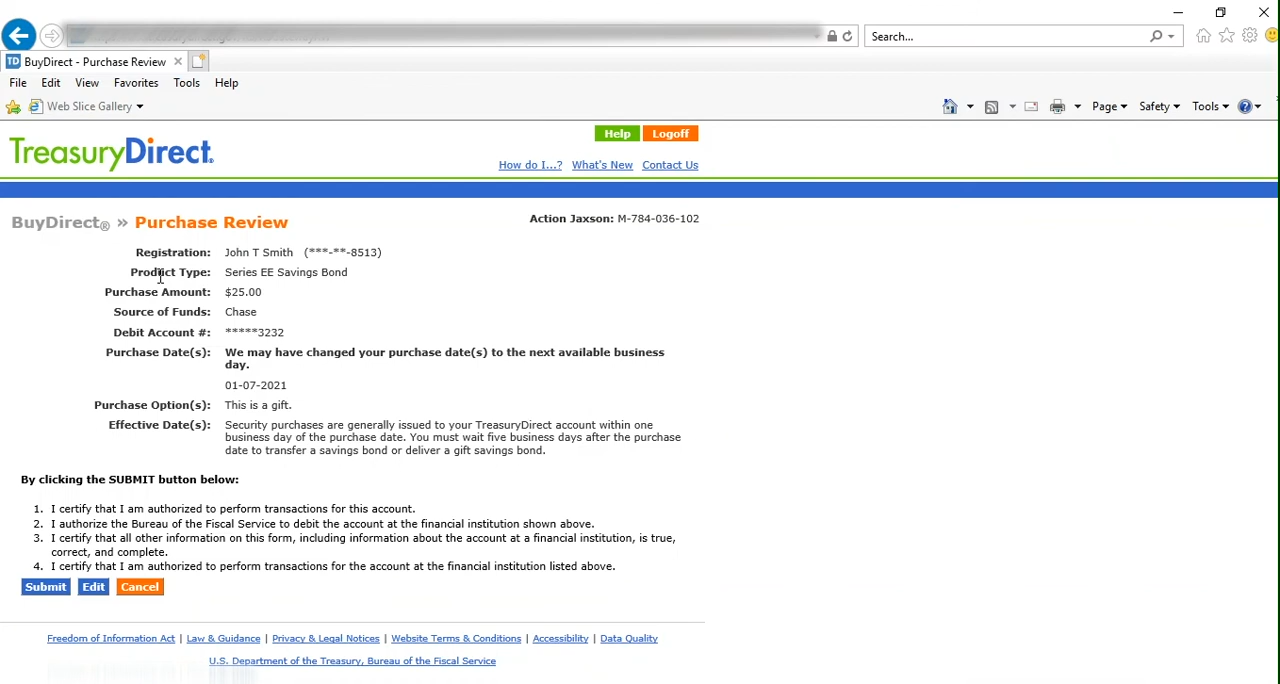 Search...
TD BuyDirect - Purchase Review
File Edit View Favorites Tools Help
Web Slice Gallery Page Safety Tools
TreasuryDirect®
Help Logoff
How do I...? What's New Contact Us
BuyDirect® » Purchase Review
Action Jaxson: M-784-036-102
Registration: John T Smith (***-**-8513)
Product Type: Series EE Savings Bond
Purchase Amount: $25.00
Source of Funds: Chase
Debit Account #: *****3232
Purchase Date(s): We may have changed your purchase date(s) to the next available business
day.
01-07-2021
Purchase Option(s): This is a gift.
Effective Date(s): Security purchases are generally issued to your TreasuryDirect account within one
business day of the purchase date. You must wait five business days after the purchase
date to transfer a savings bond or deliver a gift savings bond.
By clicking the SUBMIT button below:
1. I certify that I am authorized to perform transactions for this account.
2. I authorize the Bureau of the Fiscal Service to debit the account at the financial institution shown above.
3. I certify that all other information on this form, including information about the account at a financial institution, is true,
correct, and complete.
4. I certify that I am authorized to perform transactions for the account at the financial institution listed above.
Submit Edit Cancel
Freedom of Information Act | Law & Guidance | Privacy & Legal Notices | Website Terms & Conditions | Accessibility | Data Quality
U.S. Department of the Treasury, Bureau of the Fiscal Service